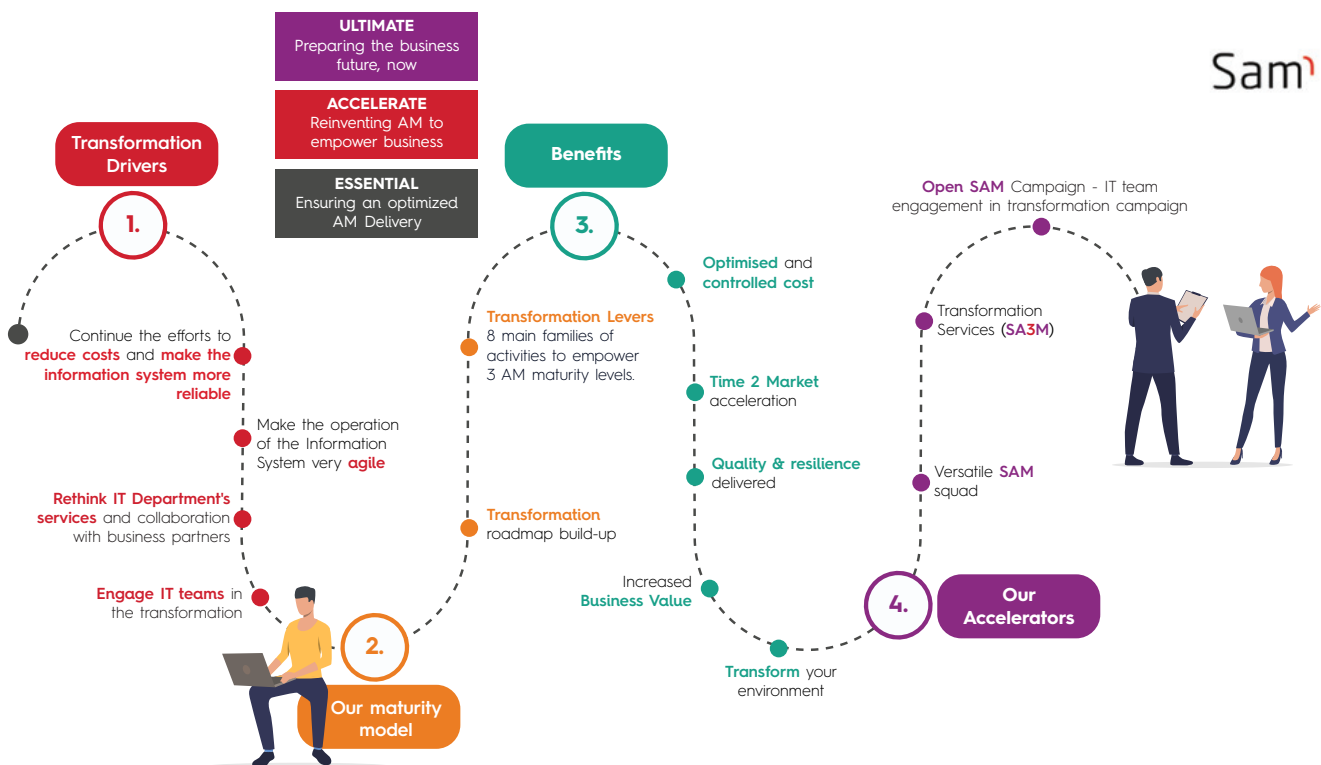 ULTIMATE
Preparing the business
future, now
ACCELERATE
Reinventing AM to
empower business
ESSENTIAL
Ensuring an optimized
AM Delivery
Sam
Transformation
Drivers
1.
Continue the efforts to
reduce costs and make the
information system more
reliable
Make the operation
of the Information
System very agile
Rethink IT Department's
services and collaboration
with business partners
Engage IT teams in
the transformation
2.
Our maturity
model
Transformation Levers
8 main families of
activities to empower
3 AM maturity levels.
Transformation
roadmap build-up
Benefits
3.
Optimised and
controlled cost
Time 2 Market
acceleration
Quality & resilience
delivered
Increased
Business Value
Transform your
environment
4.
Our
Accelerators
Open SAM Campaign - IT team
engagement in transformation campaign
Transformation
Services (SA3M)
Versatile SAM
squad